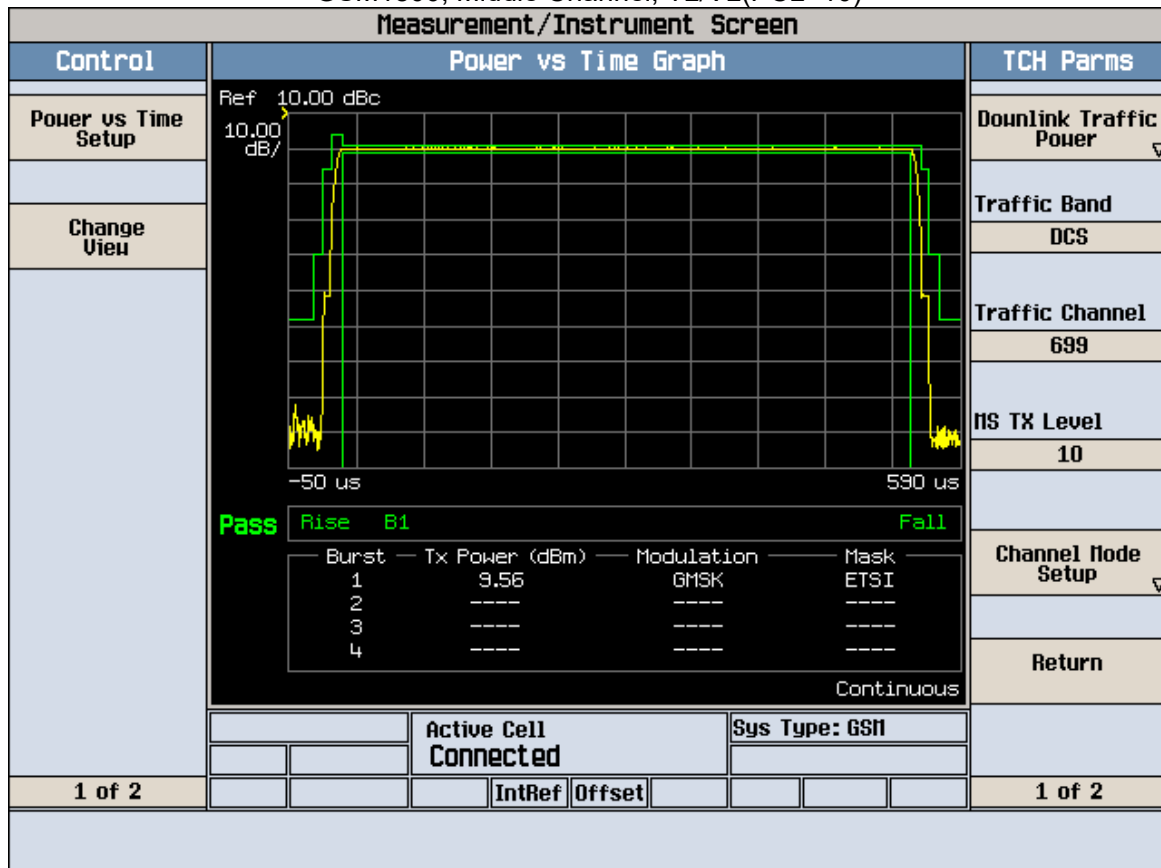 Measurement/Instrument Screen
Control
Power vs Time Graph
TCH Parms
Power vs Time
Setup
Change
View
1 of 2
Ref 10.00 dBc
10.00
dB/
-50 us
590 us
Pass
Rise B1
Fall
Burst Tx Power (dBm) Modulation Mask
1 9.56 GMSK ETSI
2 ---- ---- ----
3 ---- ---- ----
4 ---- ---- ----
Continuous
Active Cell
Connected
Sys Type: GSM
IntRef Offset
Downlink Traffic
Power
Traffic Band
DCS
Traffic Channel
699
MS TX Level
10
Channel Mode
Setup
Return
1 of 2